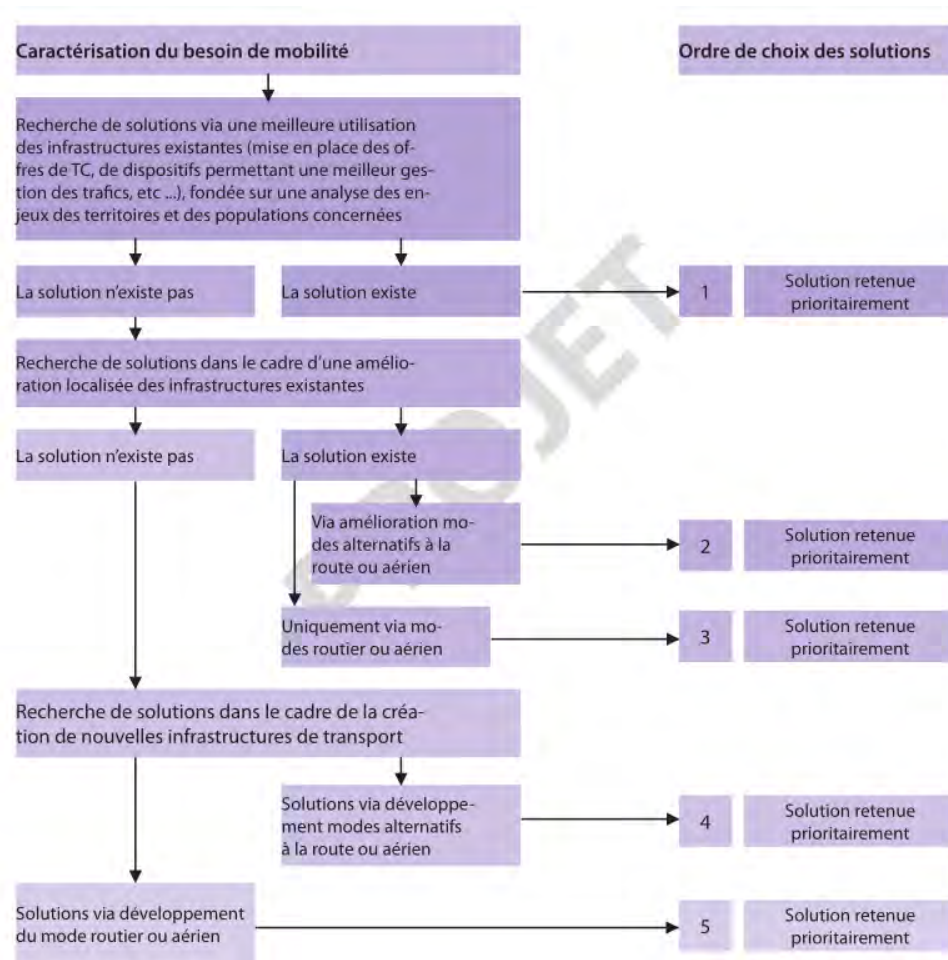 Caractérisation du besoin de mobilité
Ordre de choix des solutions
Recherche de solutions via une meilleure utilisation
des infrastructures existantes (mise en place des of-
fres de TC, de dispositifs permettant une meilleur ges-
tion des trafics, etc ...), fondée sur une analyse des en-
jeux des territoires et des populations concernées
La solution n'existe pas
La solution existe
1
Solution retenue
prioritairement
Recherche de solutions dans le cadre d'une amélio-
ration localisée des infrastructures existantes
La solution n'existe pas
La solution existe
Via amélioration mo-
des alternatifs à la
route ou aérien
2
Solution retenue
prioritairement
Uniquement via mo-
des routier ou aérien
3
Solution retenue
prioritairement
Recherche de solutions dans le cadre de la créa-
tion de nouvelles infrastructures de transport
Solutions via développe-
ment modes alternatifs
à la route ou aérien
4
Solution retenue
prioritairement
Solutions via développement
du mode routier ou aérien
5
Solution retenue
prioritairement
PROJET